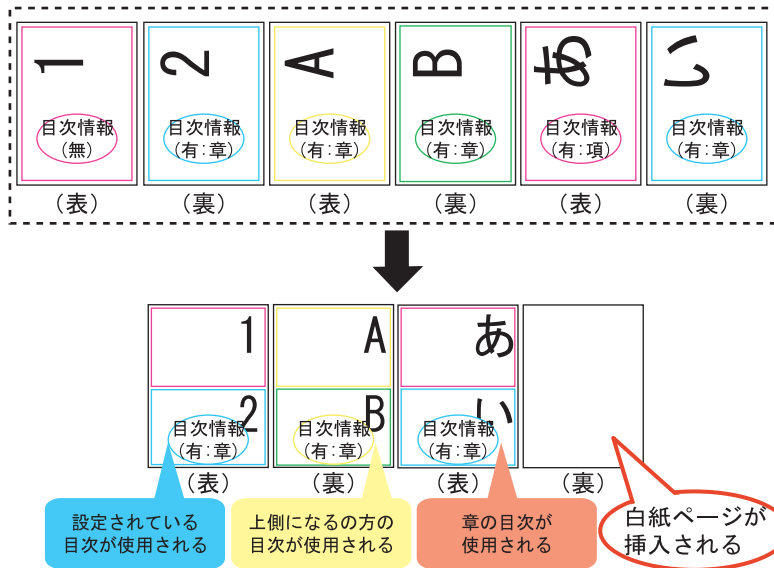 1
目次情報
(無)
(表)
2
目次情報
(有:章)
(裏)
A
目次情報
(有:章)
(表)
B
目次情報
(有:章)
(裏)
あ
目次情報
(有:項)
(表)
い
目次情報
(有:章)
(裏)
1
2
目次情報
(有:章)
(表)
A
B
目次情報
(有:章)
(裏)
あ
い
目次情報
(有:章)
(表)
(裏)
設定されている
目次が使用される
上側になるの方の
目次が使用される
章の目次が
使用される
白紙ページが
挿入される